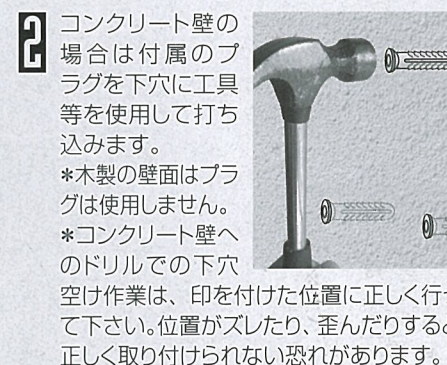 2 コンクリート壁の
場合は付属のプ
ラグを下穴に工具
等を使用して打ち
込みます。
*木製の壁面はプラ
グは使用しません。
*コンクリート壁へ
のドリルでの下穴
空け作業は、印を付けた位置に正しく行っ
て下さい。位置がズレたり、歪んだりすると
正しく取り付けられない恐れがあります。